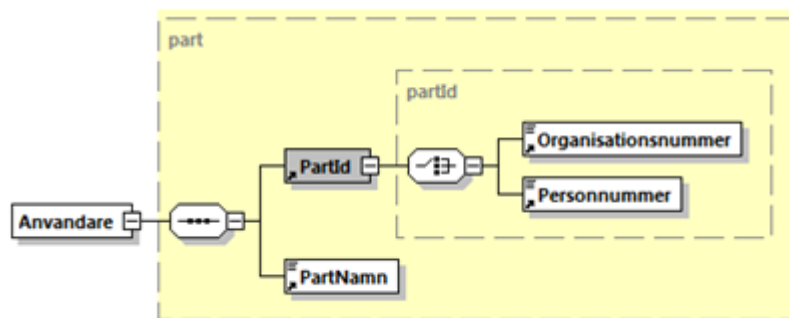 part
partId
Organisationsnummer
PartId
Personnummer
Anvandare
PartNamn